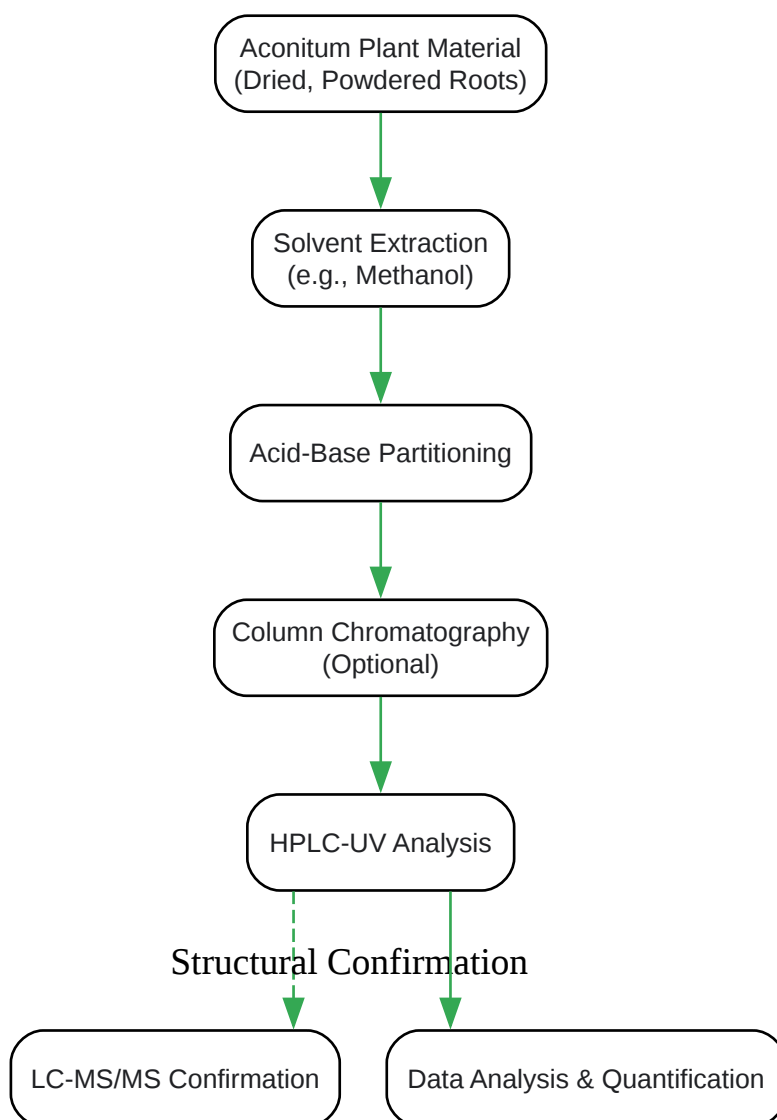 Aconitum Plant Material
(Dried, Powdered Roots)
Solvent Extraction
(e.g., Methanol)
Acid-Base Partitioning
Column Chromatography
(Optional)
HPLC-UV Analysis
Structural Confirmation
LC-MS/MS Confirmation
Data Analysis & Quantification